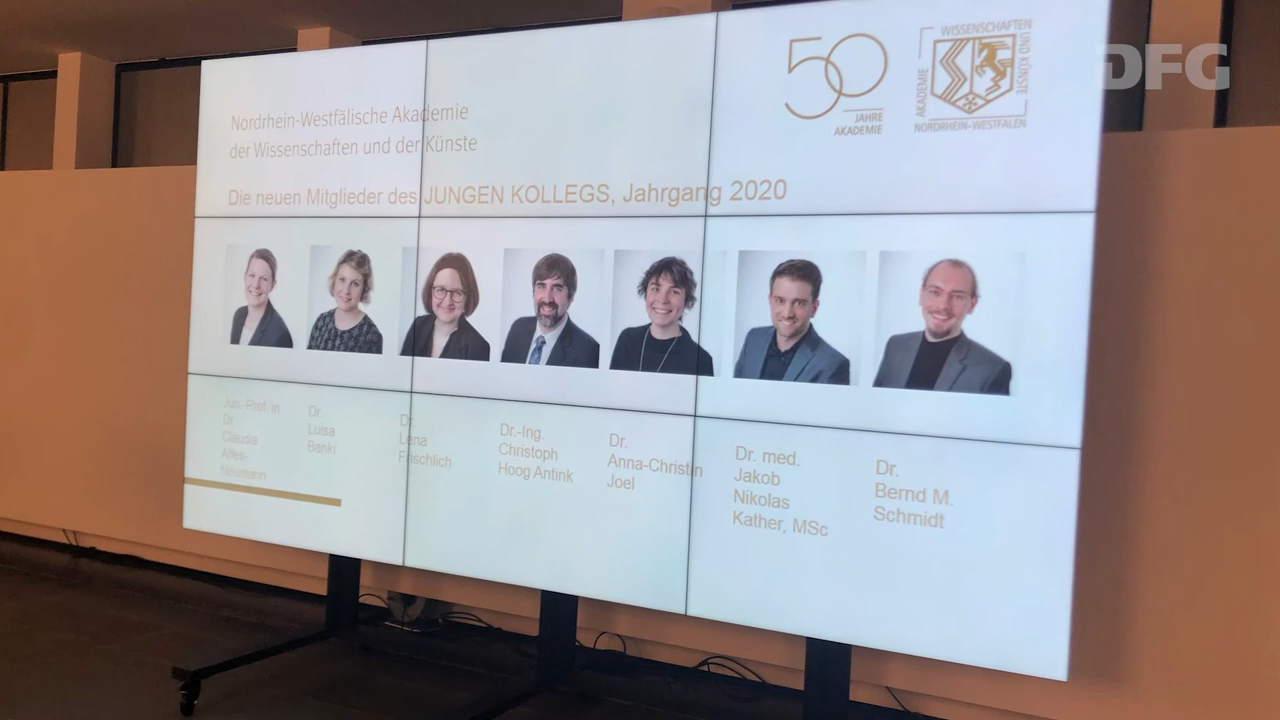 DFG
50
JAHRE
AKADEMIE
WISSENSCHAFTEN
UND KÜNSTE
AKADEMIE
NORDRHEIN-WESTFALEN
Nordrhein-Westfälische Akademie
der Wissenschaften und der Künste
Die neuen Mitglieder des JUNGEN KOLLEGS, Jahrgang 2020
Jun.-Prof.'in
Dr.
Claudia
Alfes-
Neumann
Dr.
Luisa
Banki
Dr.
Lena
Frischlich
Dr.-Ing.
Christoph
Hoog Antink
Dr.
Anna-Christin
Joel
Dr. med.
Jakob
Nikolas
Kather, MSc
Dr.
Bernd M.
Schmidt